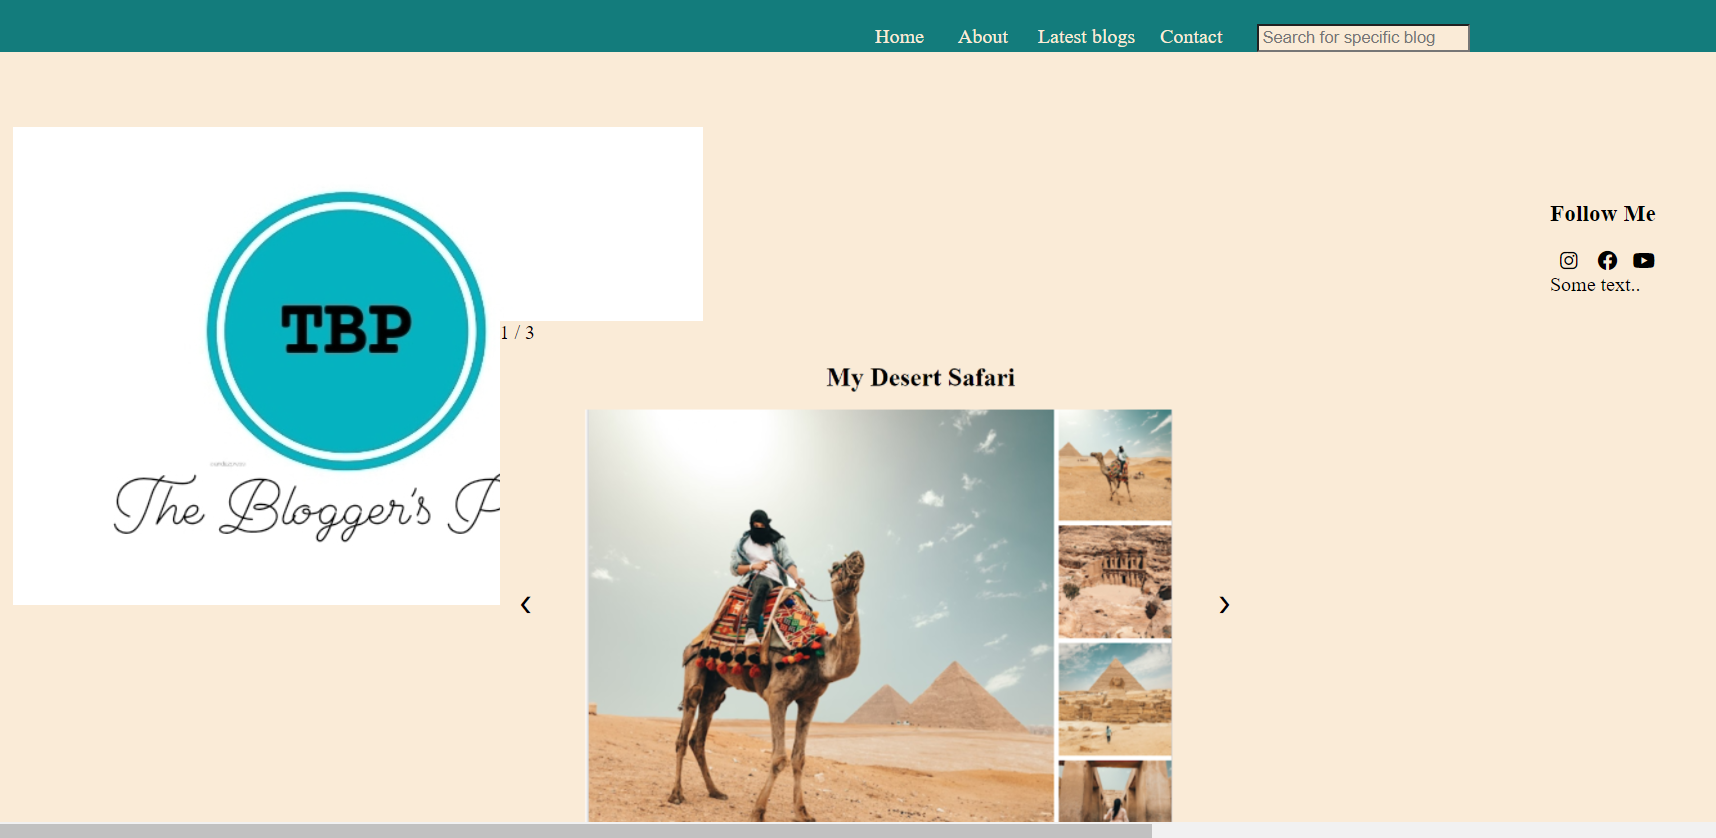 Home About Latest blogs Contact Search for specific blog
TBP
The Blogger's P
Follow Me
Some text..
1 / 3
My Desert Safari
‹ ›